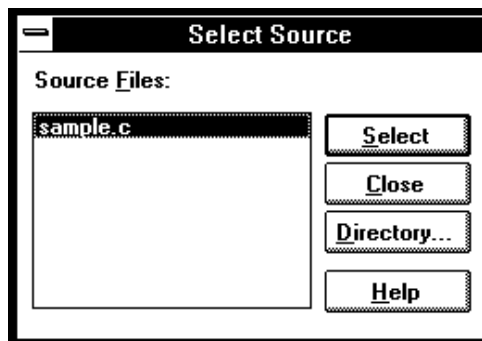 Select Source
Source Files:
sample.c
Select
Close
Directory...
Help